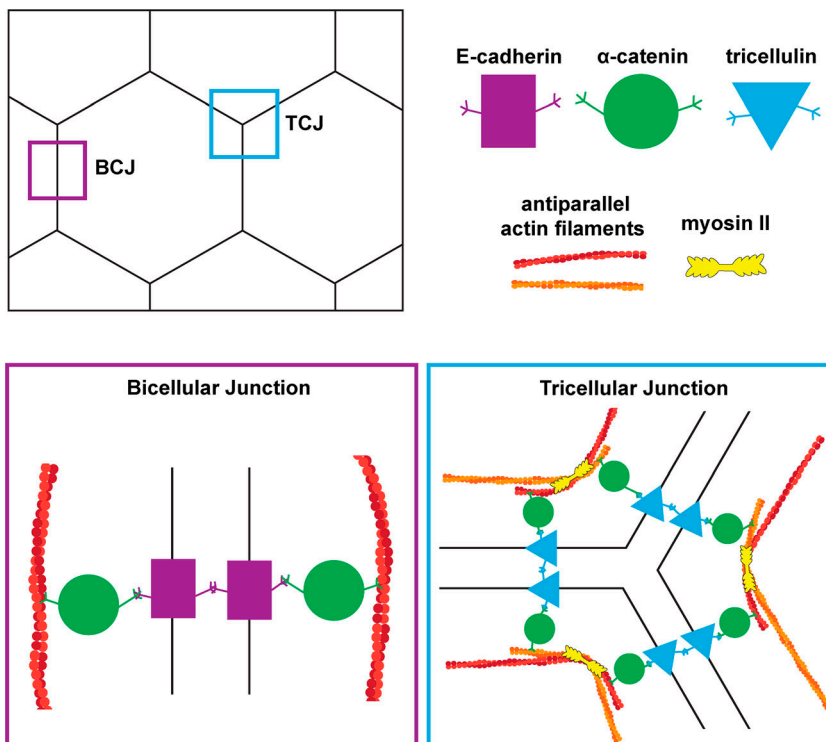 E-cadherin
α-catenin
tricellulin
TCJ
BCJ
antiparallel
actin filaments
myosin II
Bicellular Junction
Tricellular Junction